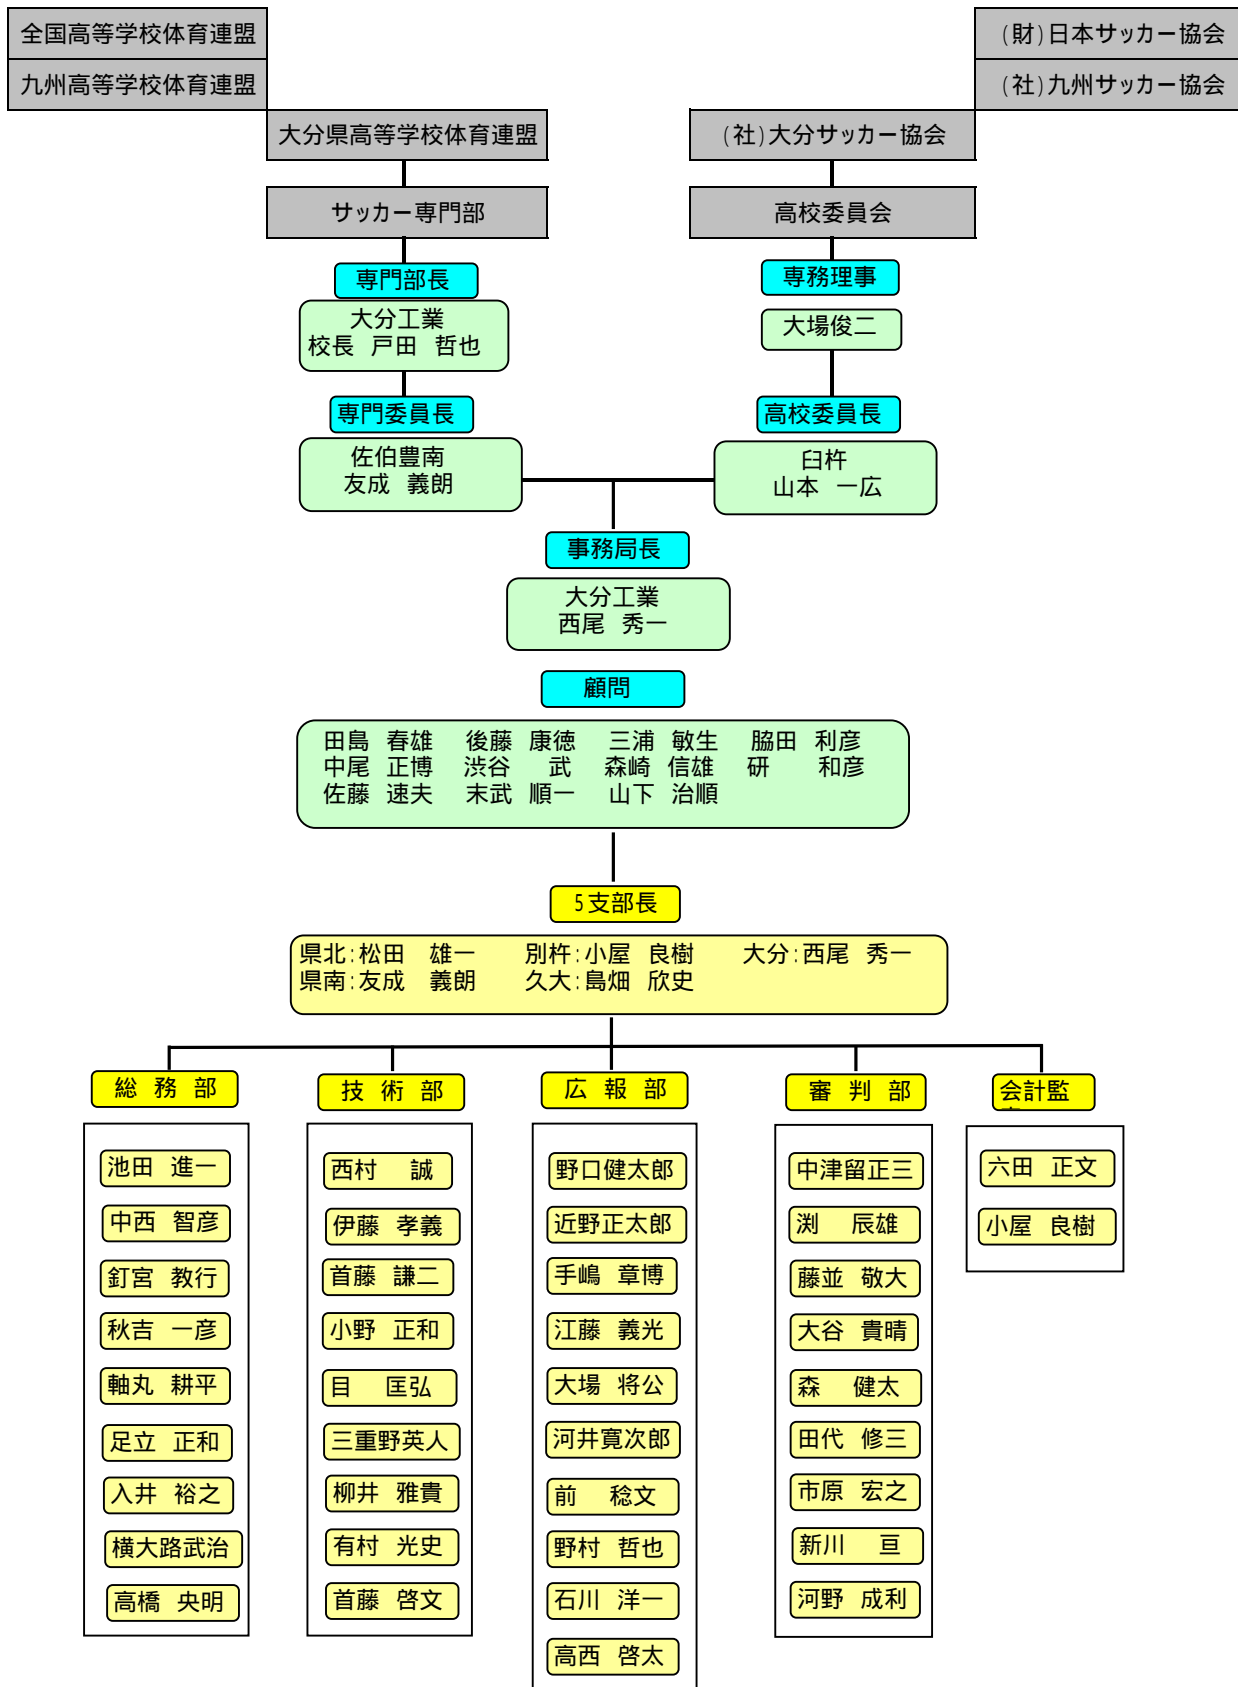 全国高等学校体育連盟
(財)日本サッカー協会
九州高等学校体育連盟
(社)九州サッカー協会
大分県高等学校体育連盟
(社)大分サッカー協会
サッカー専門部
高校委員会
専門部長
専務理事
大分工業
校長 戸田 哲也
大場俊二
専門委員長
高校委員長
佐伯豊南
友成 義朗
臼杵
山本 一広
事務局長
大分工業
西尾 秀一
顧問
田島 春雄 後藤 康徳 三浦 敏生 脇田 利彦
中尾 正博 渋谷 武 森崎 信雄 研 和彦
佐藤 速夫 末武 順一 山下 治順
5支部長
県北:松田 雄一 別杵:小屋 良樹 大分:西尾 秀一
県南:友成 義朗 久大:島畑 欣史
総 務 部
池田 進一
中西 智彦
釘宮 教行
秋吉 一彦
軸丸 耕平
足立 正和
入井 裕之
横大路武治
高橋 央明
技 術 部
西村 誠
伊藤 孝義
首藤 謙二
小野 正和
目 匡弘
三重野英人
柳井 雅貴
有村 光史
首藤 啓文
広 報 部
野口健太郎
近野正太郎
手嶋 章博
江藤 義光
大場 将公
河井寛次郎
前 稔文
野村 哲也
石川 洋一
高西 啓太
審 判 部
中津留正三
渕 辰雄
藤並 敬大
大谷 貴晴
森 健太
田代 修三
市原 宏之
新川 亘
河野 成利
会計監
六田 正文
小屋 良樹